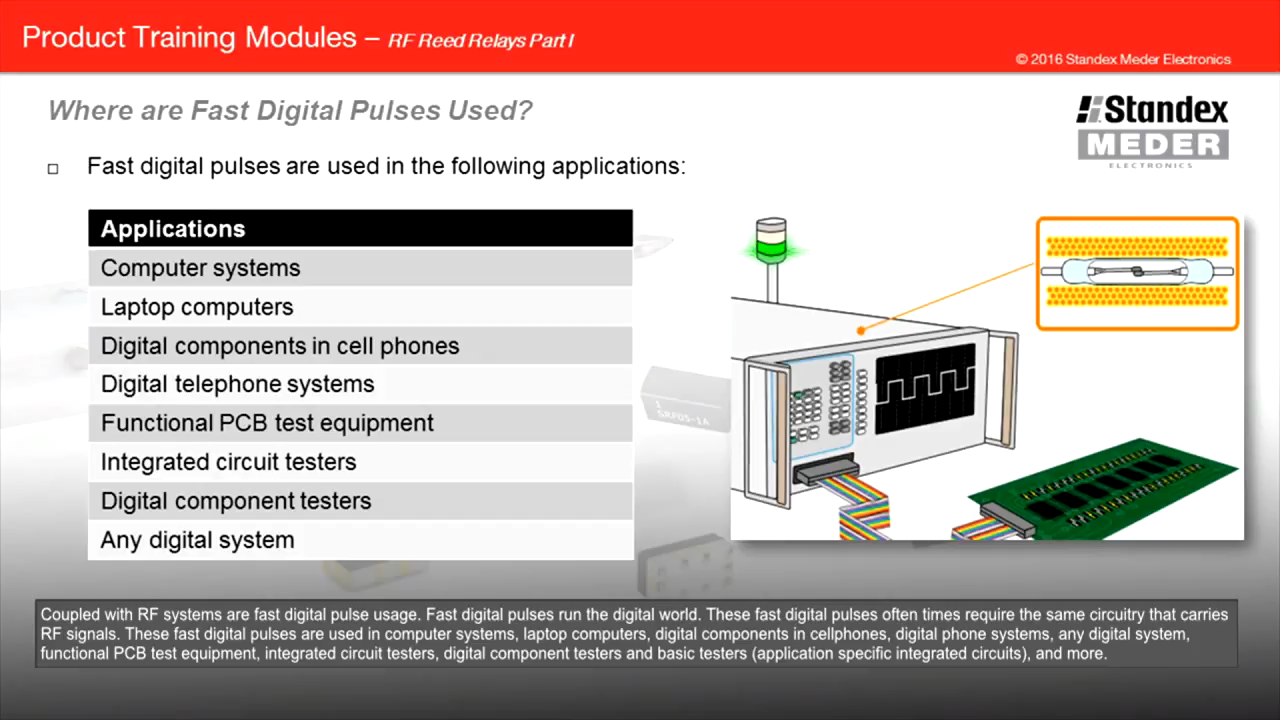 Product Training Modules – RF Reed Relays Part I
© 2016 Standex Meder Electronics
Where are Fast Digital Pulses Used?
Standex
MEDER
ELECTRONICS
Fast digital pulses are used in the following applications:
Applications
Computer systems
Laptop computers
Digital components in cell phones
Digital telephone systems
Functional PCB test equipment
Integrated circuit testers
Digital component testers
Any digital system
1
SRF05-1A
Coupled with RF systems are fast digital pulse usage. Fast digital pulses run the digital world. These fast digital pulses often times require the same circuitry that carries
RF signals. These fast digital pulses are used in computer systems, laptop computers, digital components in cellphones, digital phone systems, any digital system,
functional PCB test equipment, integrated circuit testers, digital component testers and basic testers (application specific integrated circuits), and more.